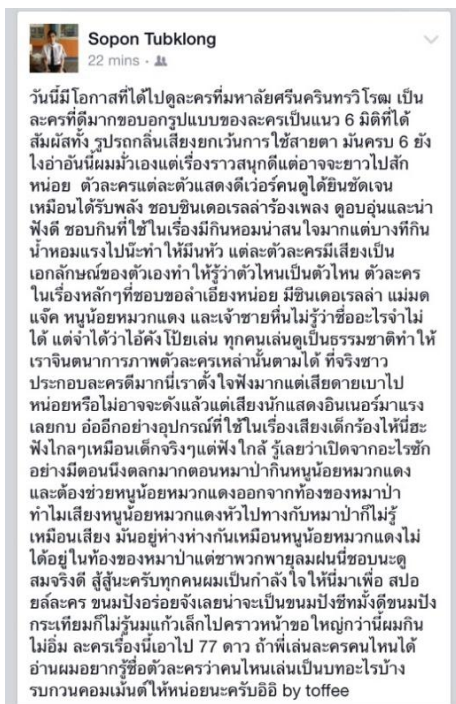 Sopon Tubklong
22 mins ·
วันนี้มีโอกาสที่ได้ไปดูละครที่มหาลัยศรีนครินทรวิโรฒ เป็น
ละครที่ดีมากขอบอกรูปแบบของละครเป็นแนว 6 มิติที่ได้
สัมผัสทั้ง รูปรถกลิ่นเสียงยกเว้นการใช้สายตา มันครบ 6 ยัง
ไงอ่าอันนี้ผมมั่วเองแต่เรื่องราวสนุกดีแต่อาจจะยาวไปสัก
หน่อย ตัวละครแต่ละตัวแสดงดีเว่อร์คนดูได้ยินชัดเจน
เหมือนได้รับพลัง ชอบซินเดอเรลล่าร้องเพลง ดูอบอุ่นและน่า
ฟังดี ชอบกินที่ใช้ในเรื่องมีกินหอมน่าสนใจมากแต่บางทีกิน
น้ำหอมแรงไปน๊ะทำให้มึนหัว แต่ละตัวละครมีเสียงเป็น
เอกลักษณ์ของตัวเองทำให้รู้ว่าตัวไหนเป็นตัวไหน ตัวละคร
ในเรื่องหลักๆที่ชอบขอลำเอียงหน่อย มีซินเดอเรลล่า แม่มด
แจ๊ค หนูน้อยหมวกแดง และเจ้าชายหื่นไม่รู้ว่าชื่ออะไรจำไม่
ได้ แต่จำได้ว่าไอ้คังโป้ยเล่น ทุกคนเล่นดูเป็นธรรมชาติทำให้
เราจินตนาการภาพตัวละครเหล่านั้นตามได้ ที่จริงซาว
ประกอบละครดีมากนี่เราตั้งใจฟังมากแต่เสียดายเบาไป
หน่อยหรือไม่อาจจะดังแล้วแต่เสียงนักแสดงอินเนอร์มาแรง
เลยกบ อ๋ออีกอย่างอุปกรณ์ที่ใช้ในเรื่องเสียงเด็กร้องไห้นี่ฮะ
ฟังไกลๆเหมือนเด็กจริงๆแต่ฟังใกล้ รู้เลยว่าเปิดจากอะไรซัก
อย่างมีตอนนึงตลกมากตอนหมาป่ากินหนูน้อยหมวกแดง
และต้องช่วยหนูน้อยหมวกแดงออกจากท้องของหมาป่า
ทำไมเสียงหนูน้อยหมวกแดงหัวไปทางกับหมาป่าก็ไม่รู้
เหมือนเสียง มันอยู่ห่างห่างกันเหมือนหนูน้อยหมวกแดงไม่
ได้อยู่ในท้องของหมาป่าแต่ชาพวกพายุลมฝนนี่ชอบนะดู
สมจริงดี สู้สู้นะครับทุกคนผมเป็นกำลังใจให้นี่มาเพื่อ สปอ
ยล์ละคร ขนมปังอร่อยจังเลยน่าจะเป็นขนมปังชีทมั้งดีขนมปัง
กระเทียมก็ไม่รู้นมแก้วเล็กไปคราวหน้าขอใหญ่กว่านี้ผมกิน
ไม่อิ่ม ละครเรื่องนี้เอาไป 77 ดาว ถ้าพี่เล่นละครคนไหนได้
อ่านผมอยากรู้ชื่อตัวละครว่าคนไหนเล่นเป็นบทอะไรบ้าง
รบกวนคอมเม้นต์ให้หน่อยนะครับอิอิ by toffee